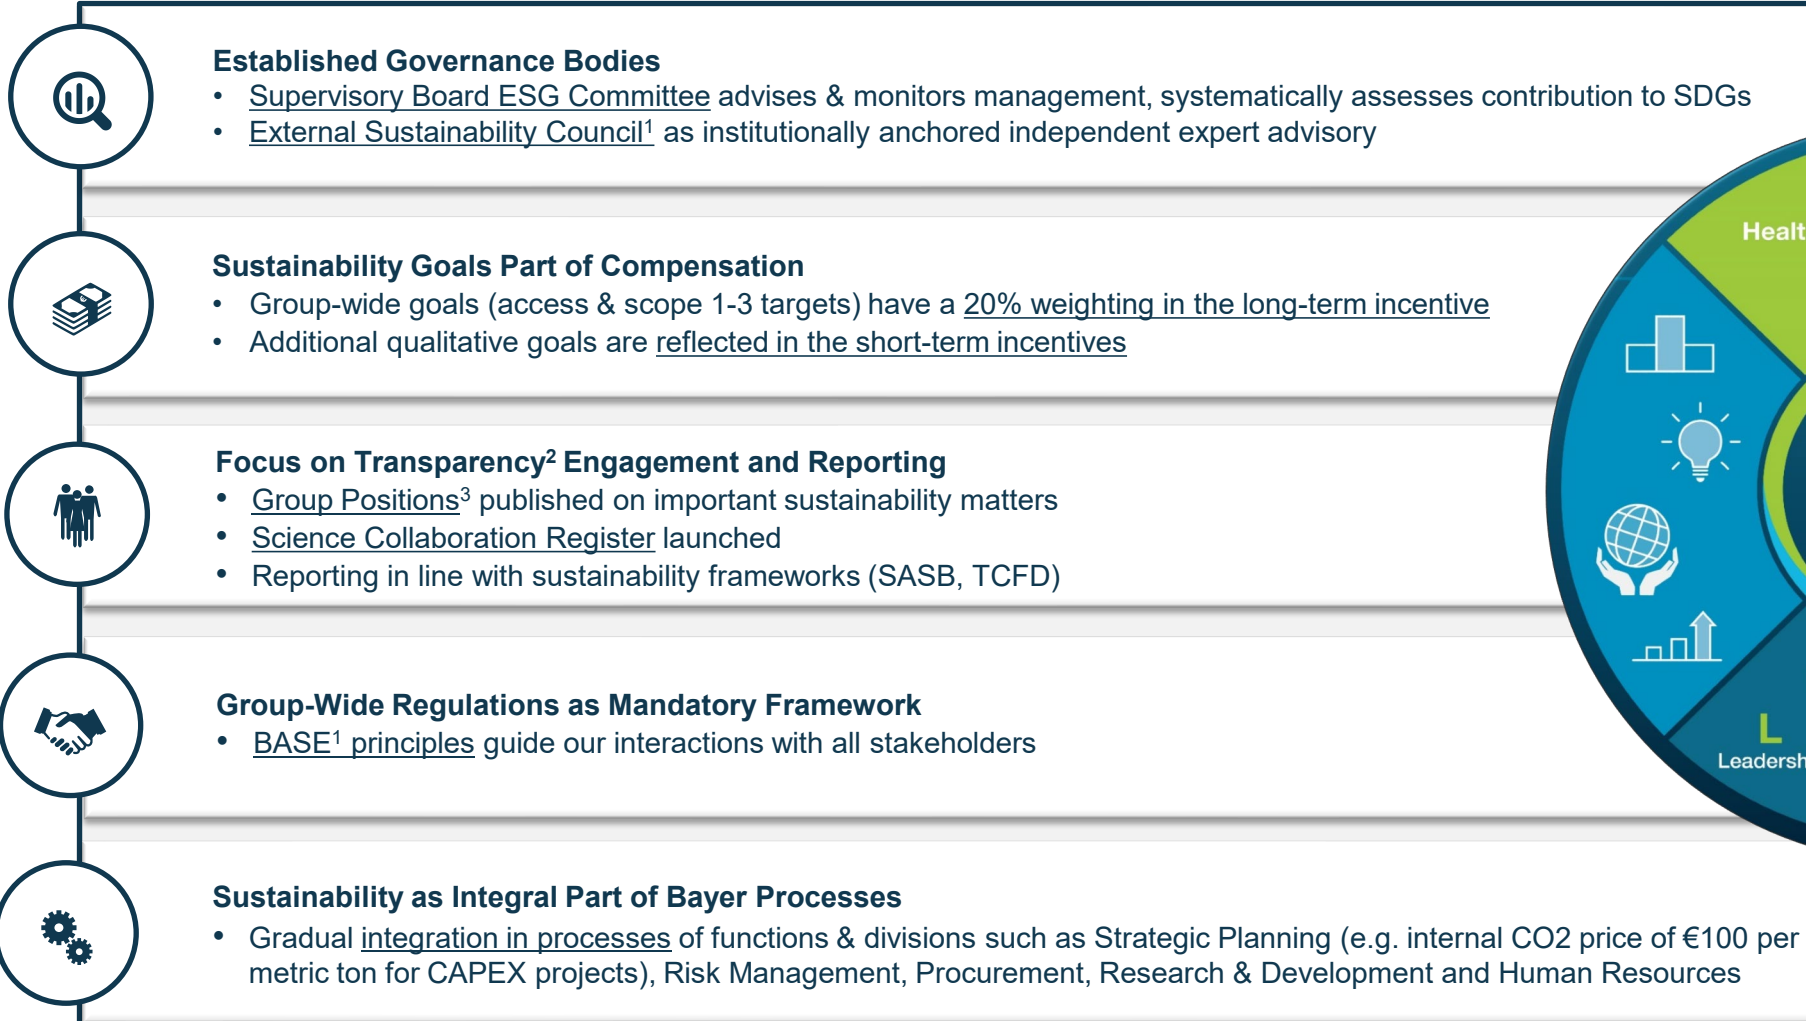 Established Governance Bodies
• Supervisory Board ESG Committee advises & monitors management, systematically assesses contribution to SDGs
• External Sustainability Council¹ as institutionally anchored independent expert advisory
Sustainability Goals Part of Compensation
• Group-wide goals (access & scope 1-3 targets) have a 20% weighting in the long-term incentive
• Additional qualitative goals are reflected in the short-term incentives
Focus on Transparency² Engagement and Reporting
• Group Positions³ published on important sustainability matters
• Science Collaboration Register launched
• Reporting in line with sustainability frameworks (SASB, TCFD)
Group-Wide Regulations as Mandatory Framework
• BASE¹ principles guide our interactions with all stakeholders
Sustainability as Integral Part of Bayer Processes
• Gradual integration in processes of functions & divisions such as Strategic Planning (e.g. internal CO2 price of €100 per
metric ton for CAPEX projects), Risk Management, Procurement, Research & Development and Human Resources
Healt
L
Leadersh